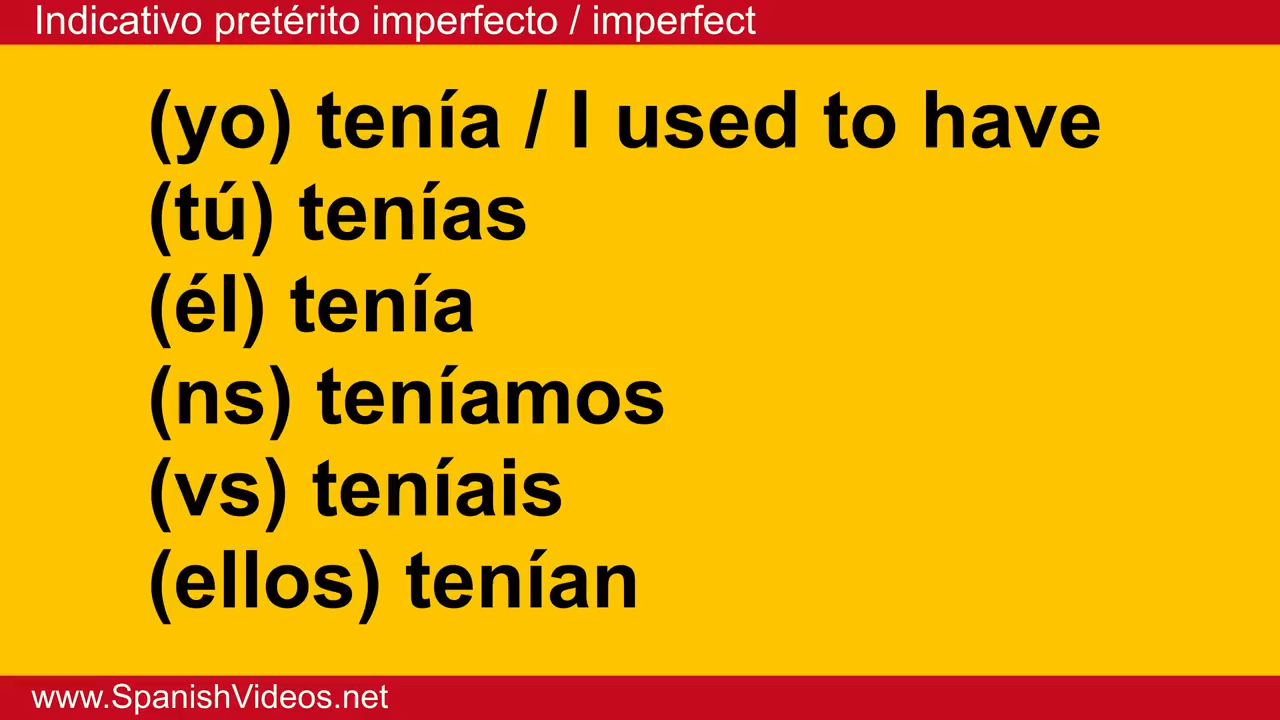 Indicativo pretérito imperfecto / imperfect
(yo) tenía / I used to have
(tú) tenías
(él) tenía
(ns) teníamos
(vs) teníais
(ellos) tenían
www.SpanishVideos.net